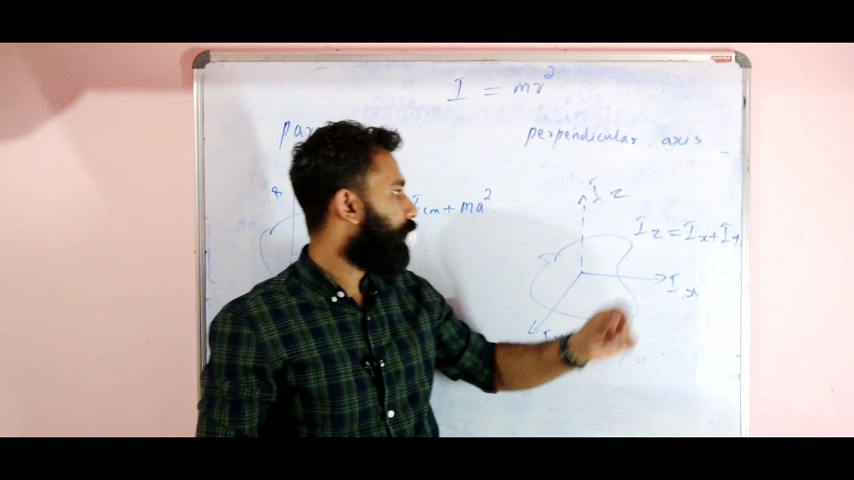 I = mr²
perpendicular axis
Icm + ma²
Iz
Iz = Ix + Iy
Ix